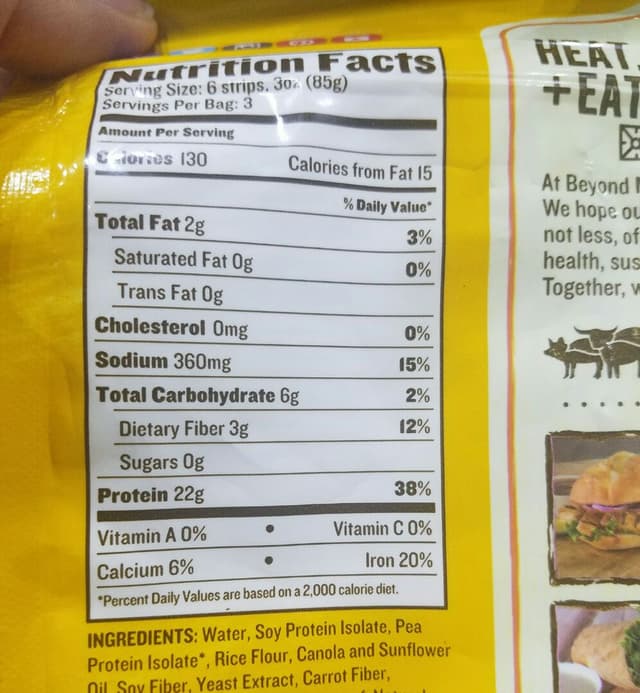 Nutrition Facts
Serving Size: 6 strips, 3oz (85g)
Servings Per Bag: 3
Amount Per Serving
Calories 130 Calories from Fat 15
% Daily Value*
Total Fat 2g 3%
Saturated Fat 0g 0%
Trans Fat 0g
Cholesterol 0mg 0%
Sodium 360mg 15%
Total Carbohydrate 6g 2%
Dietary Fiber 3g 12%
Sugars 0g
Protein 22g 38%
Vitamin A 0% • Vitamin C 0%
Calcium 6% • Iron 20%
*Percent Daily Values are based on a 2,000 calorie diet.
INGREDIENTS: Water, Soy Protein Isolate, Pea
Protein Isolate*, Rice Flour, Canola and Sunflower
Oil, Soy Fiber, Yeast Extract, Carrot Fiber,
HEAT
+ EAT
At Beyond
We hope
not less, of
health,
Together,